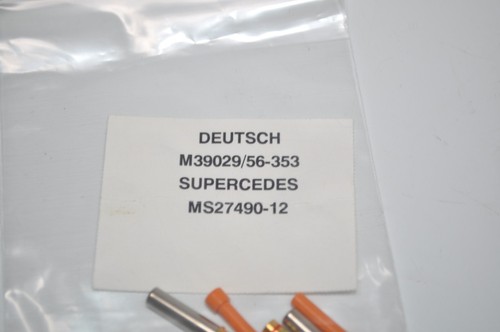 DEUTSCH
M39029/56-353
SUPERCEDES
MS27490-12